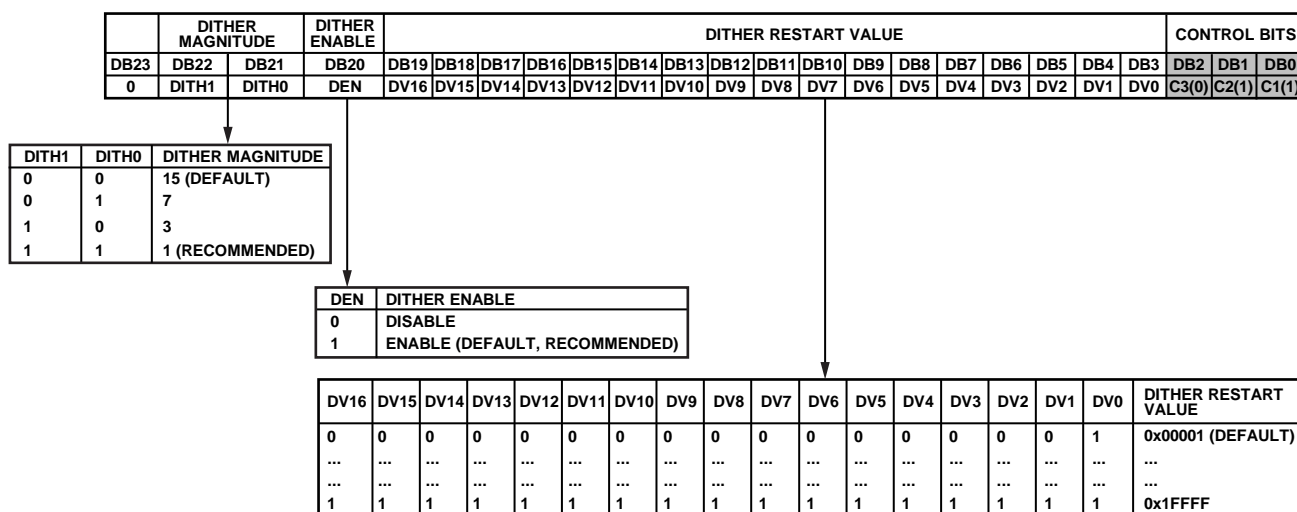 DITHER MAGNITUDE DITHER ENABLE DITHER RESTART VALUE CONTROL BITS
DB23 DB22 DB21 DB20 DB19 DB18 DB17 DB16 DB15 DB14 DB13 DB12 DB11 DB10 DB9 DB8 DB7 DB6 DB5 DB4 DB3 DB2 DB1 DB0
0 DITH1 DITH0 DEN DV16 DV15 DV14 DV13 DV12 DV11 DV10 DV9 DV8 DV7 DV6 DV5 DV4 DV3 DV2 DV1 DV0 C3(0) C2(1) C1(1)
DITH1 DITH0 DITHER MAGNITUDE
0 0 15 (DEFAULT)
0 1 7
1 0 3
1 1 1 (RECOMMENDED)
DEN DITHER ENABLE
0 DISABLE
1 ENABLE (DEFAULT, RECOMMENDED)
DV16 DV15 DV14 DV13 DV12 DV11 DV10 DV9 DV8 DV7 DV6 DV5 DV4 DV3 DV2 DV1 DV0 DITHER RESTART VALUE
0 0 0 0 0 0 0 0 0 0 0 0 0 0 0 0 1 0x00001 (DEFAULT)
... ... ... ... ... ... ... ... ... ... ... ... ... ... ... ... ... ...
... ... ... ... ... ... ... ... ... ... ... ... ... ... ... ... ... ...
1 1 1 1 1 1 1 1 1 1 1 1 1 1 1 1 1 0x1FFFF